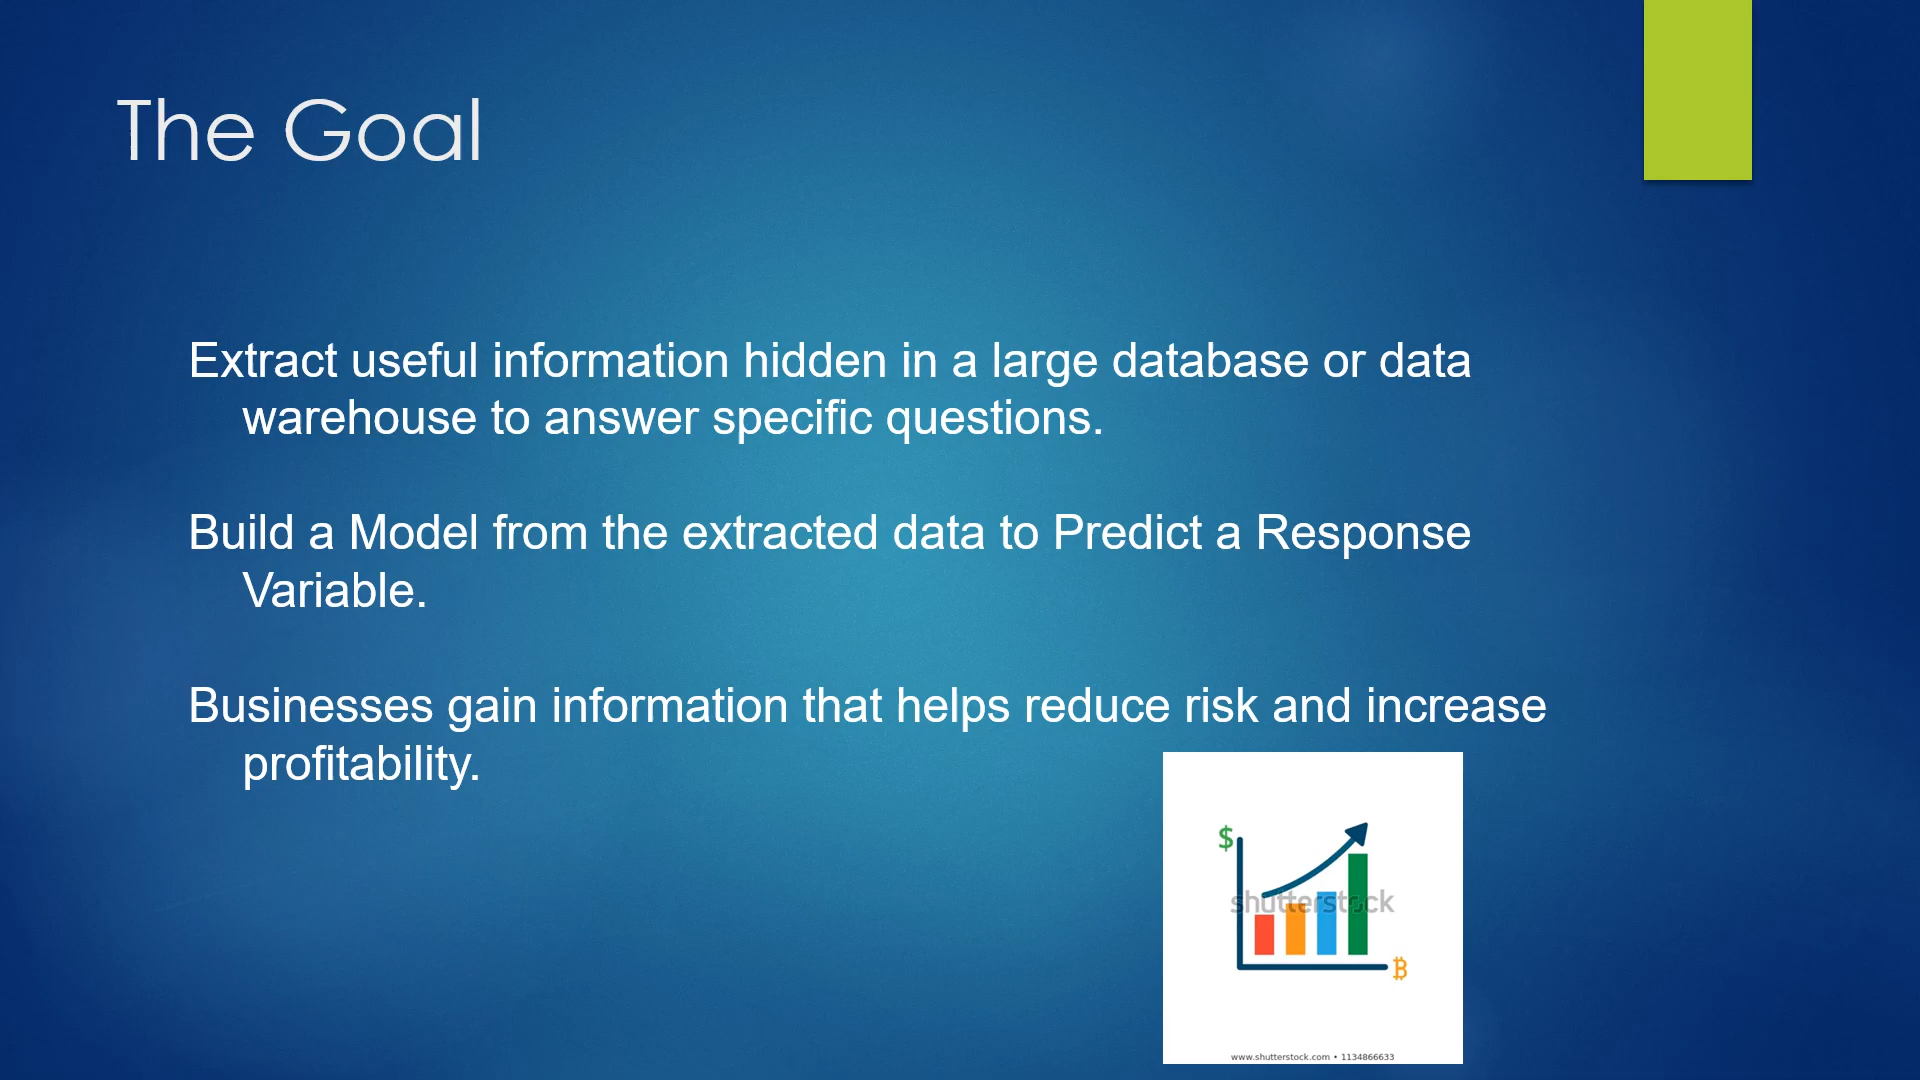 The Goal
Extract useful information hidden in a large database or data
warehouse to answer specific questions.
Build a Model from the extracted data to Predict a Response
Variable.
Businesses gain information that helps reduce risk and increase
profitability.
$
shutterstock
₿
www.shutterstock.com • 1134866633